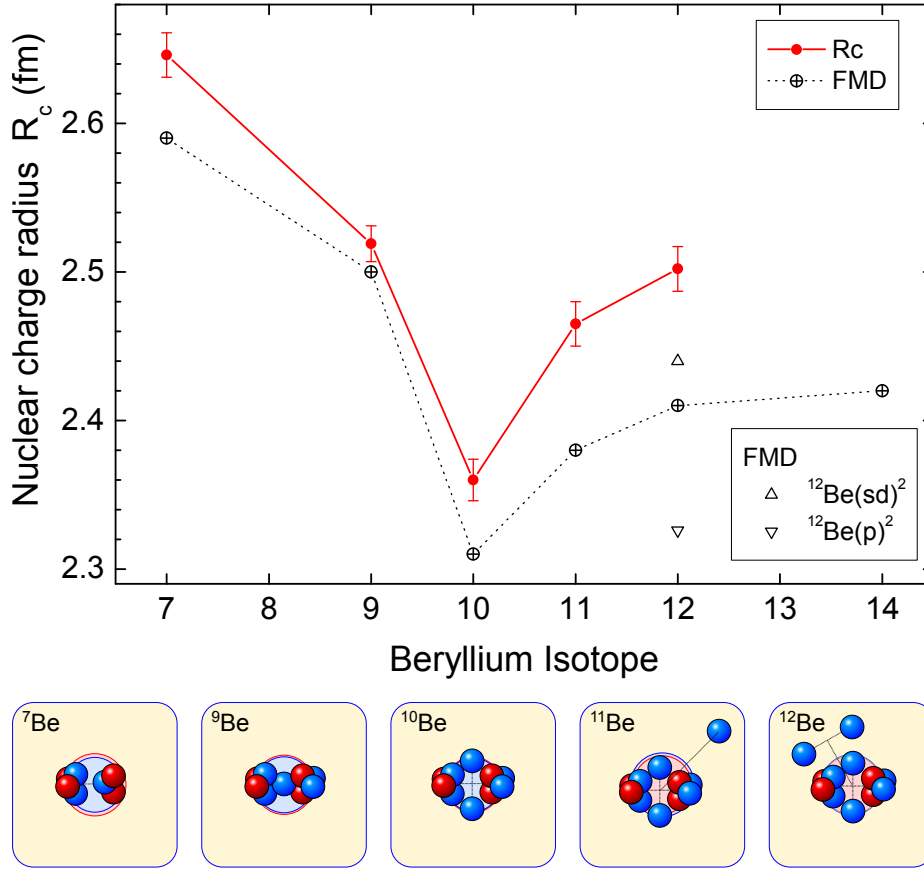 Nuclear charge radius R_c (fm)
2.6
2.5
2.4
2.3
Rc
FMD
FMD
¹²Be(sd)²
¹²Be(p)²
7 8 9 10 11 12 13 14
Beryllium Isotope
⁷Be ⁹Be ¹⁰Be ¹¹Be ¹²Be